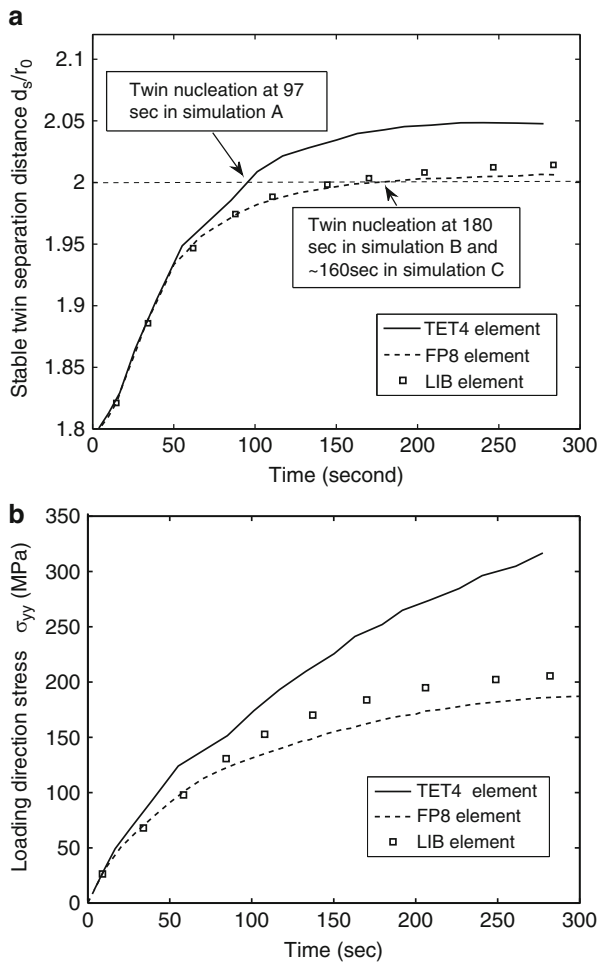 a
2.1
2.05
2
1.95
1.9
1.85
1.8
Stable twin separation distance d_s/r_0
Twin nucleation at 97
sec in simulation A
Twin nucleation at 180
sec in simulation B and
~160sec in simulation C
TET4 element
FP8 element
LIB element
0 50 100 150 200 250 300
Time (second)
b
350
300
250
200
150
100
50
0
Loading direction stress σ_yy (MPa)
TET4 element
FP8 element
LIB element
0 50 100 150 200 250 300
Time (sec)